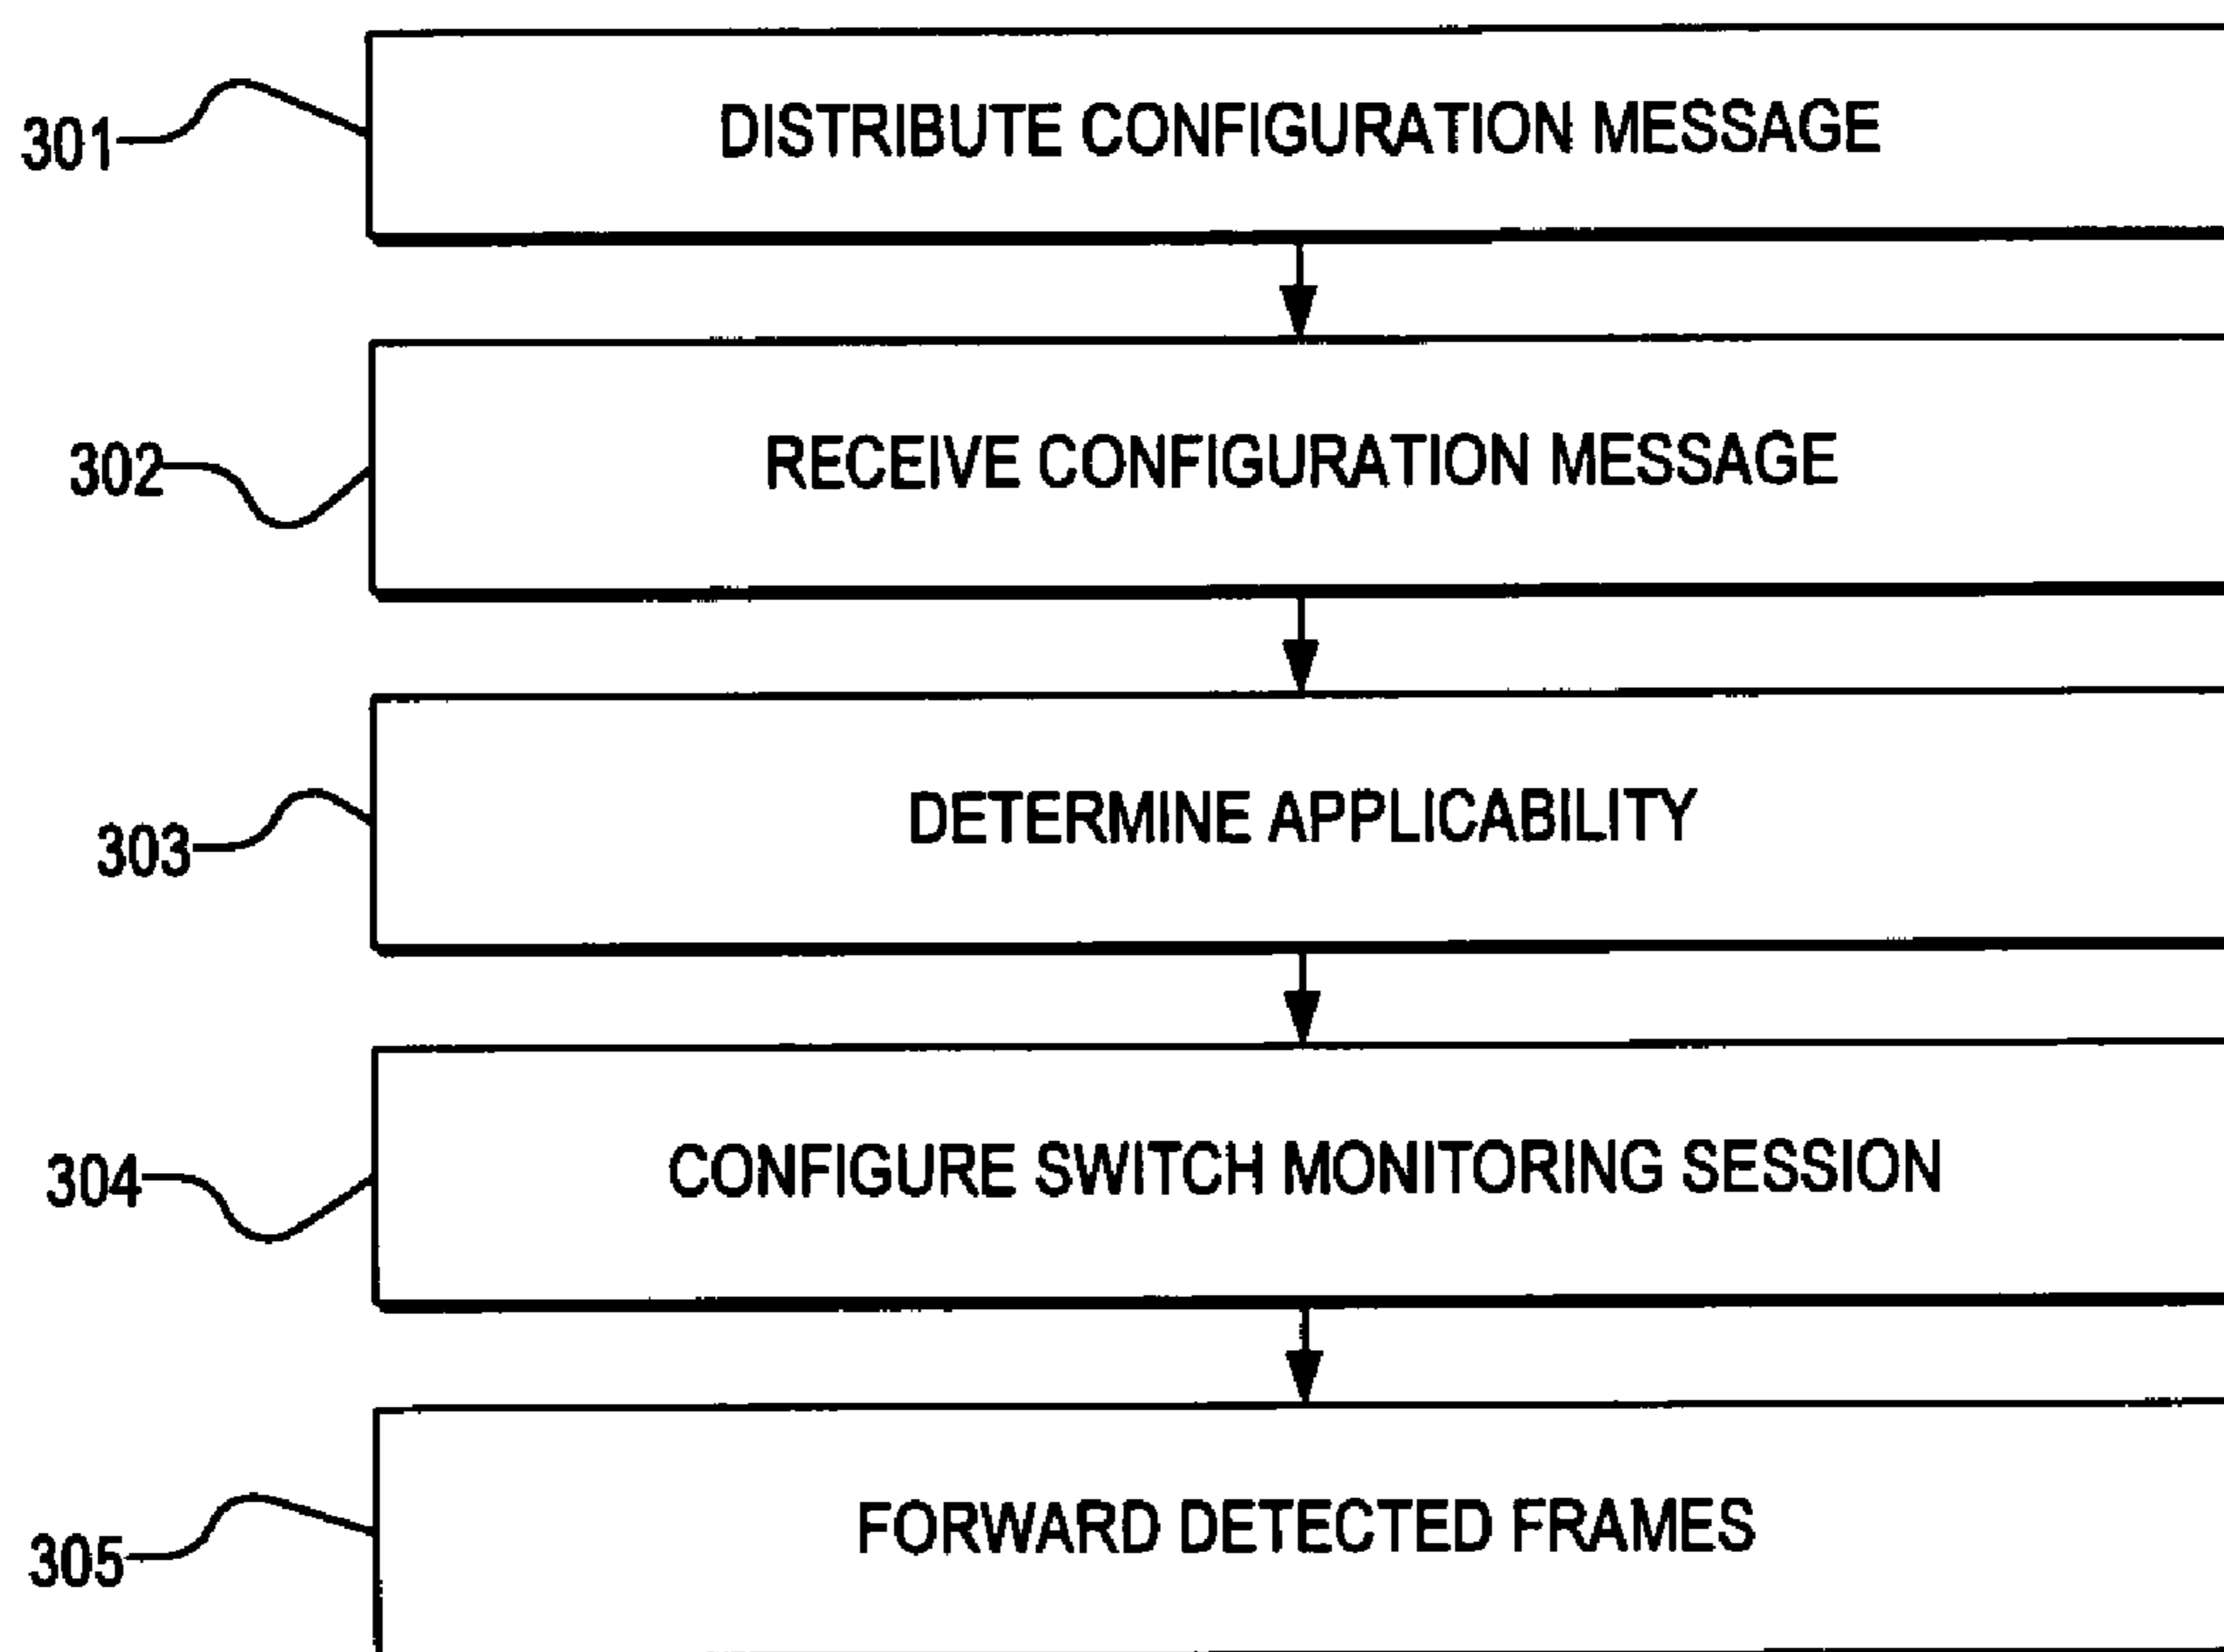 301 DISTRIBUTE CONFIGURATION MESSAGE
302 RECEIVE CONFIGURATION MESSAGE
303 DETERMINE APPLICABILITY
304 CONFIGURE SWITCH MONITORING SESSION
305 FORWARD DETECTED FRAMES